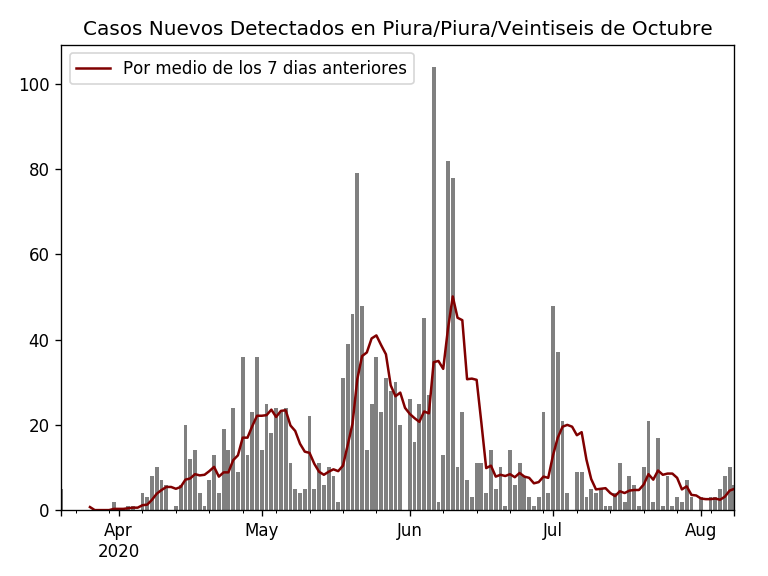 Casos Nuevos Detectados en Piura/Piura/Veintiseis de Octubre
Por medio de los 7 dias anteriores
100
80
60
40
20
0
Apr May Jun Jul Aug
2020